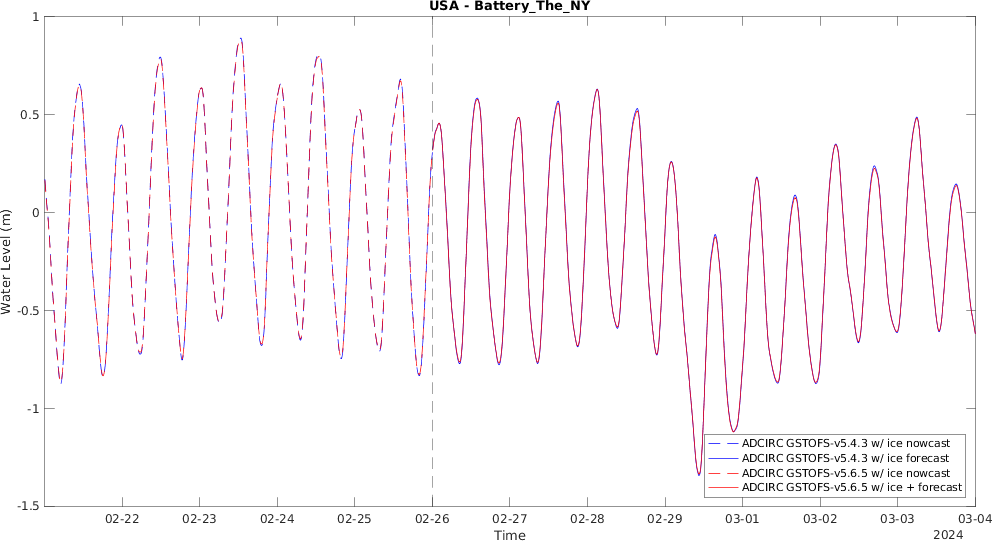 USA - Battery_The_NY
1
0.5
0
-0.5
-1
-1.5
Water Level (m)
ADCIRC GSTOFS-v5.4.3 w/ ice nowcast
ADCIRC GSTOFS-v5.4.3 w/ ice forecast
ADCIRC GSTOFS-v5.6.5 w/ ice nowcast
ADCIRC GSTOFS-v5.6.5 w/ ice + forecast
02-22 02-23 02-24 02-25 02-26 02-27 02-28 02-29 03-01 03-02 03-03 03-04
Time
2024